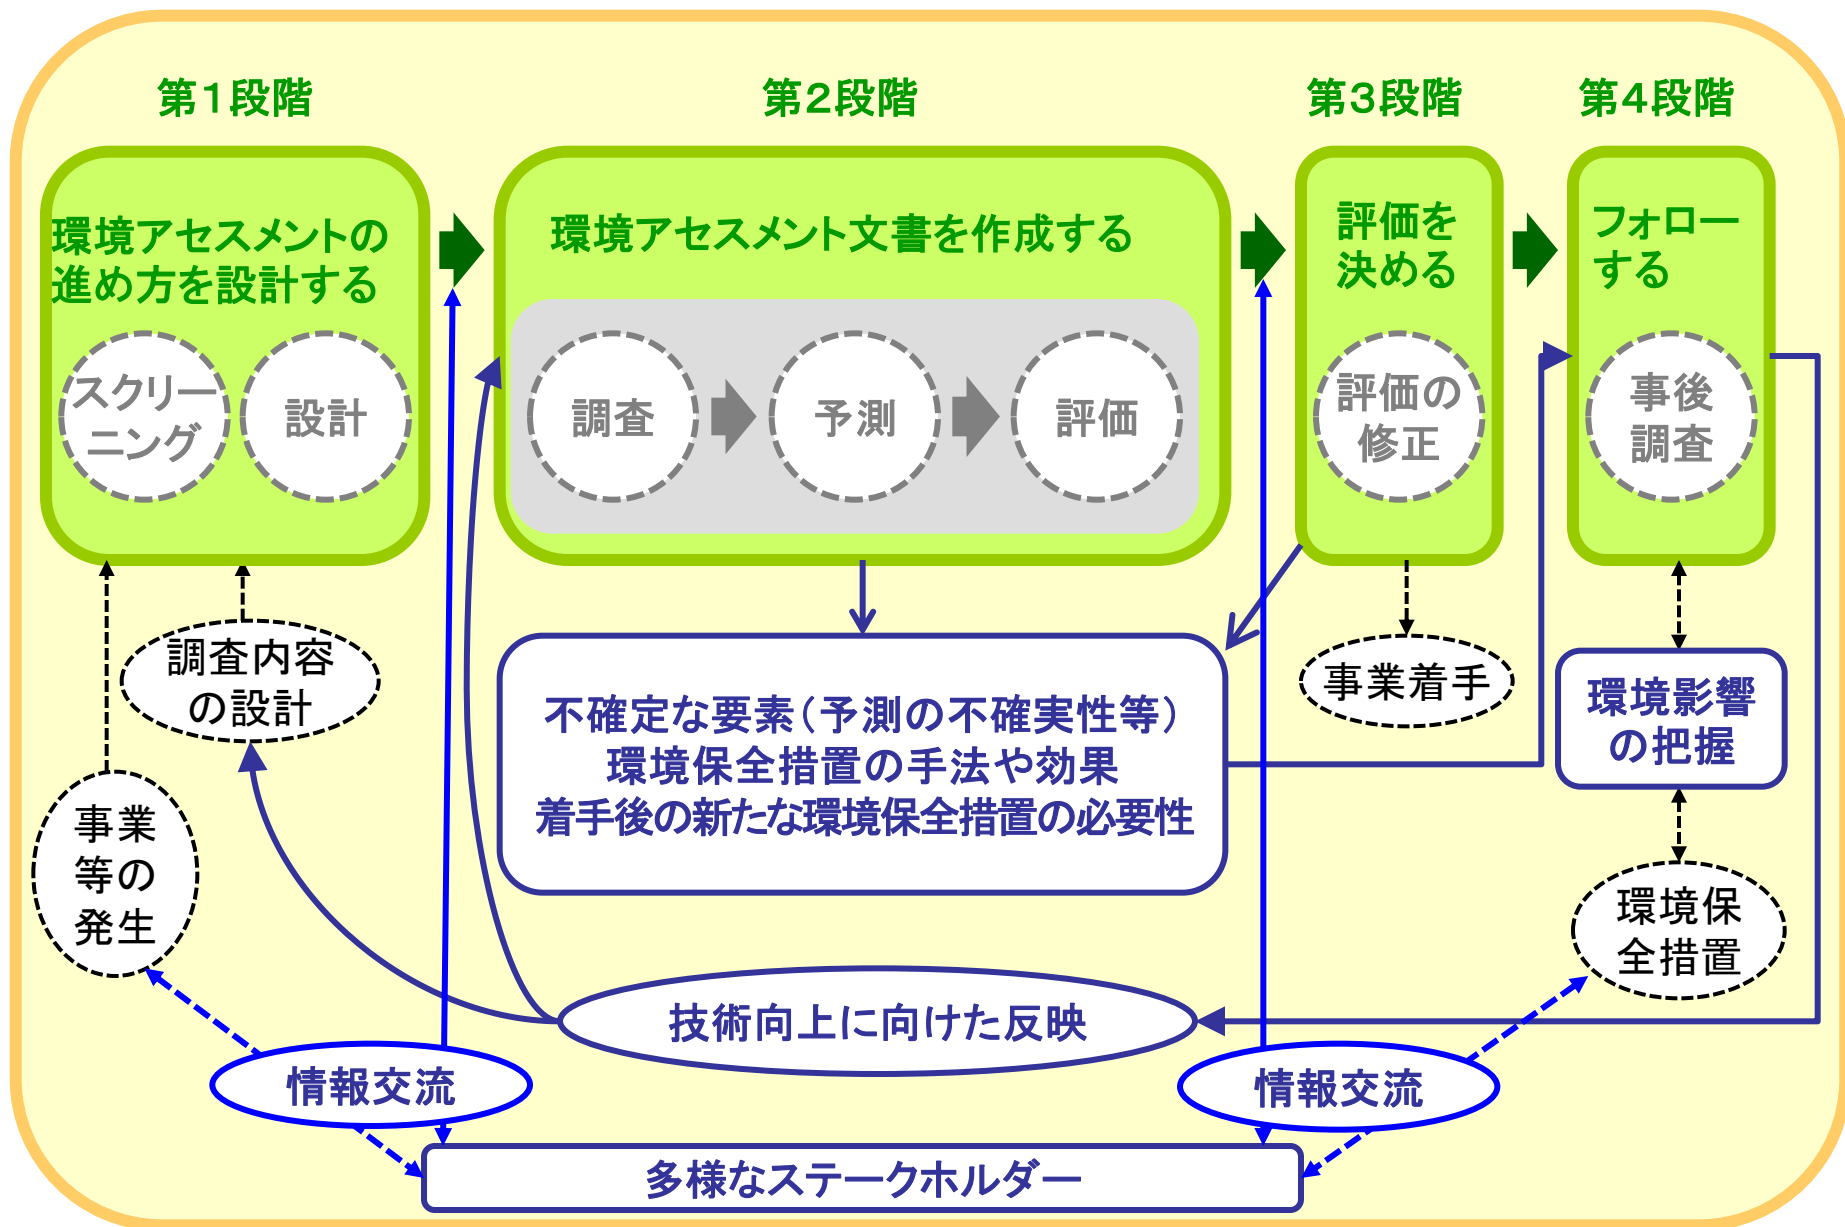 第１段階
第２段階
第３段階
第４段階
環境アセスメントの
進め方を設計する
スクリー
ニング
設計
環境アセスメント文書を作成する
調査
予測
評価
評価を
決める
評価の
修正
フォロー
する
事後
調査
調査内容
の設計
事業
等の
発生
不確定な要素（予測の不確実性等）
環境保全措置の手法や効果
着手後の新たな環境保全措置の必要性
事業着手
環境影響
の把握
環境保
全措置
技術向上に向けた反映
情報交流
情報交流
多様なステークホルダー